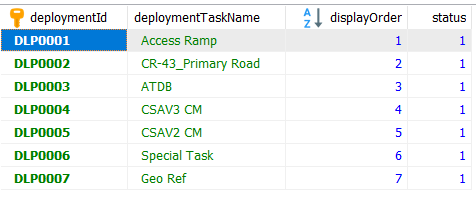 deploymentId deploymentTaskName A Z displayOrder status
DLP0001 Access Ramp 1 1
DLP0002 CR-43_Primary Road 2 1
DLP0003 ATDB 3 1
DLP0004 CSAV3 CM 4 1
DLP0005 CSAV2 CM 5 1
DLP0006 Special Task 6 1
DLP0007 Geo Ref 7 1